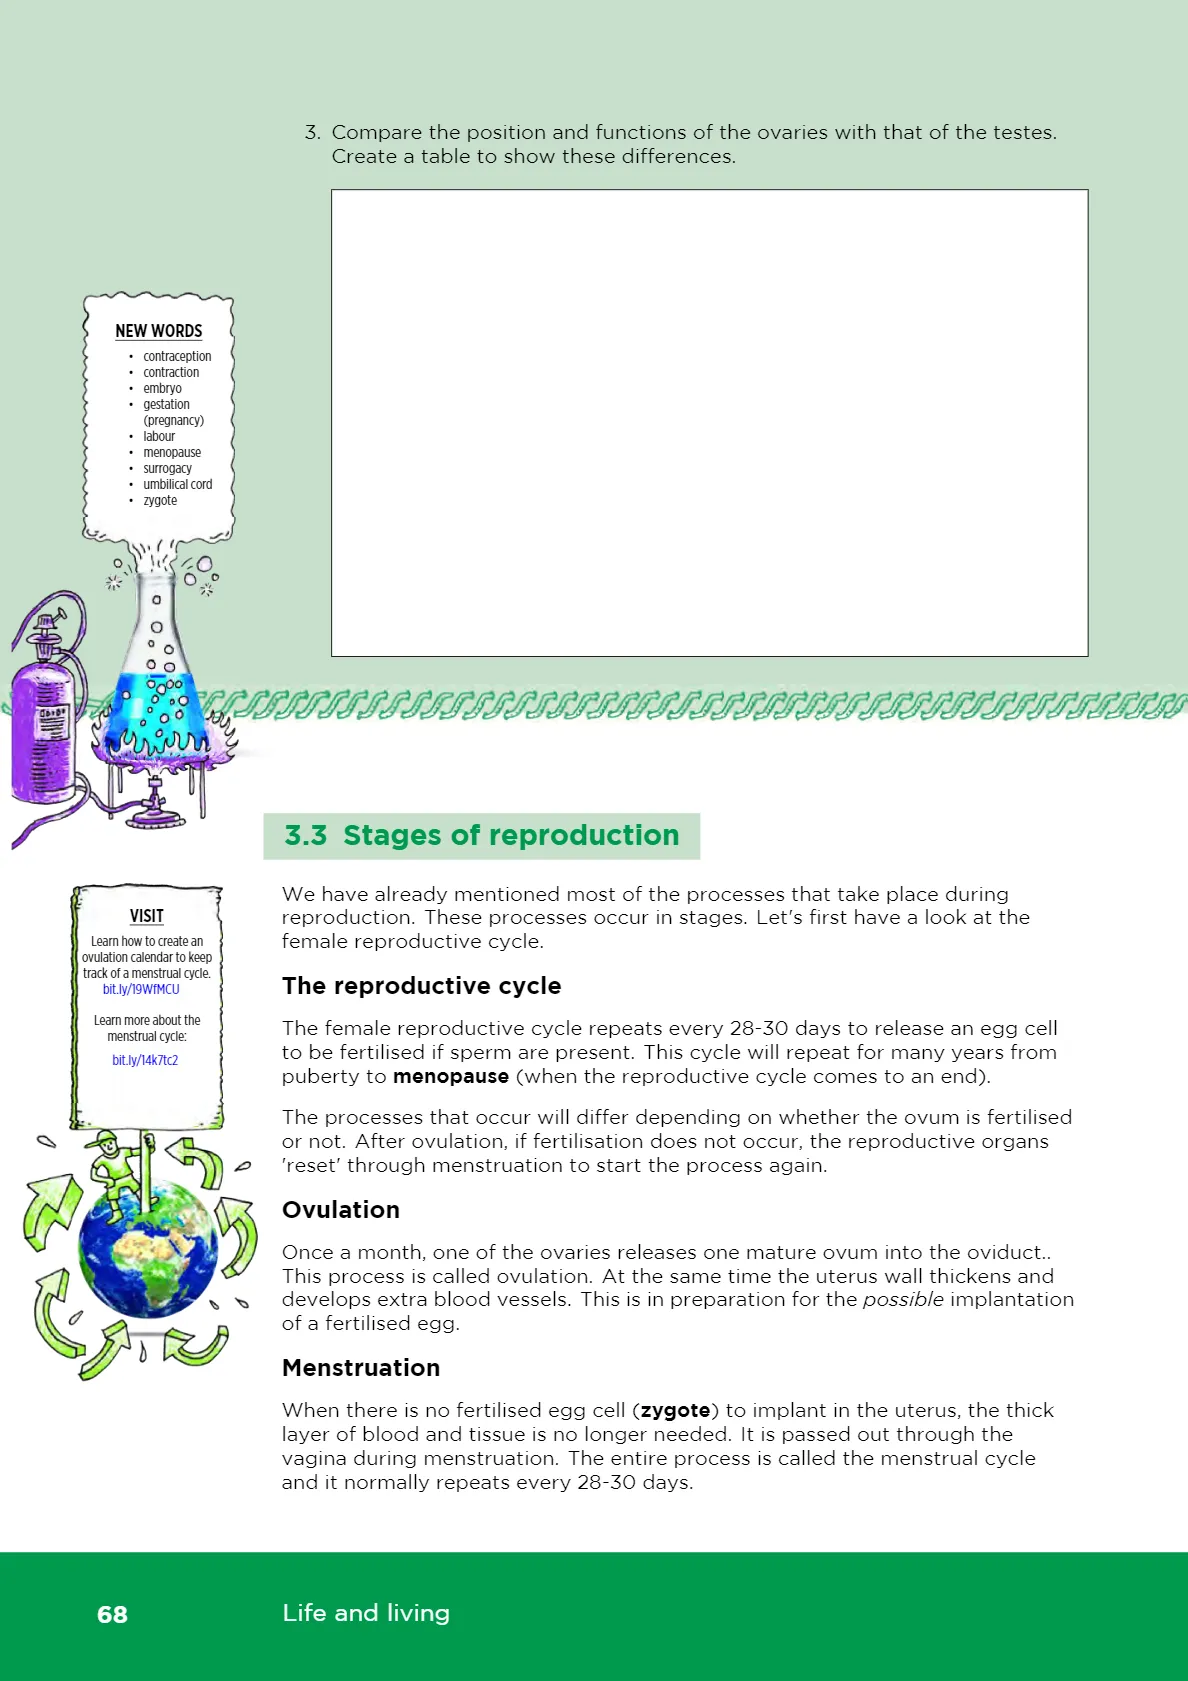 3. Compare the position and functions of the ovaries with that of the testes.
Create a table to show these differences.
NEW WORDS
• contraception
• contraction
• embryo
• gestation
(pregnancy)
• labour
• menopause
• surrogacy
• umbilical cord
• zygote
3.3 Stages of reproduction
We have already mentioned most of the processes that take place during
reproduction. These processes occur in stages. Let's first have a look at the
female reproductive cycle.
VISIT
Learn how to create an
ovulation calendar to keep
track of a menstrual cycle.
bit.ly/19WfMCU
Learn more about the
menstrual cycle:
bit.ly/14k7tc2
The reproductive cycle
The female reproductive cycle repeats every 28-30 days to release an egg cell
to be fertilised if sperm are present. This cycle will repeat for many years from
puberty to menopause (when the reproductive cycle comes to an end).
The processes that occur will differ depending on whether the ovum is fertilised
or not. After ovulation, if fertilisation does not occur, the reproductive organs
'reset' through menstruation to start the process again.
Ovulation
Once a month, one of the ovaries releases one mature ovum into the oviduct..
This process is called ovulation. At the same time the uterus wall thickens and
develops extra blood vessels. This is in preparation for the possible implantation
of a fertilised egg.
Menstruation
When there is no fertilised egg cell (zygote) to implant in the uterus, the thick
layer of blood and tissue is no longer needed. It is passed out through the
vagina during menstruation. The entire process is called the menstrual cycle
and it normally repeats every 28-30 days.
68
Life and living